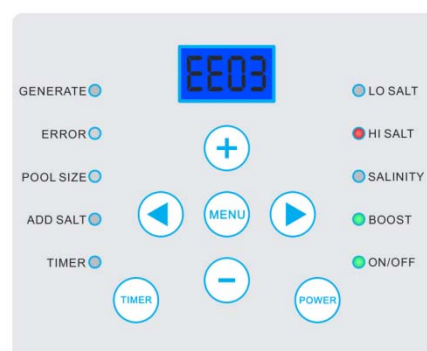 EE03
GENERATE
LO SALT
ERROR
HI SALT
POOL SIZE
SALINITY
MENU
ADD SALT
BOOST
TIMER
ON/OFF
TIMER
POWER